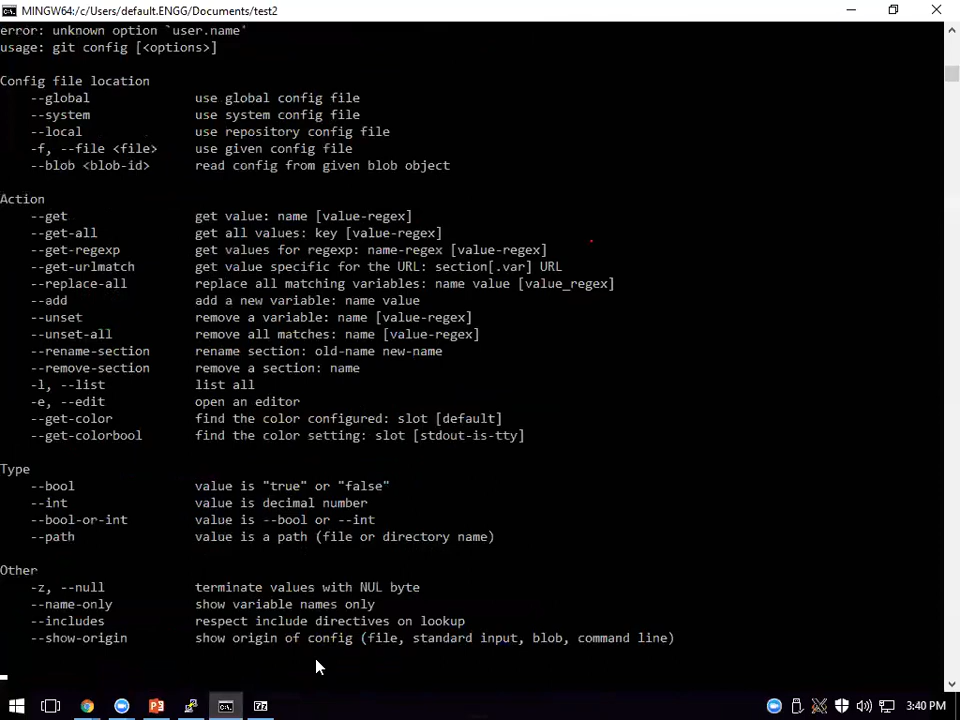 MINGW64:/c/Users/default.ENGG/Documents/test2
error: unknown option `user.name'
usage: git config [<options>]
Config file location
--global use global config file
--system use system config file
--local use repository config file
-f, --file <file> use given config file
--blob <blob-id> read config from given blob object
Action
--get get value: name [value-regex]
--get-all get all values: key [value-regex]
--get-regexp get values for regexp: name-regex [value-regex]
--get-urlmatch get value specific for the URL: section[.var] URL
--replace-all replace all matching variables: name value [value_regex]
--add add a new variable: name value
--unset remove a variable: name [value-regex]
--unset-all remove all matches: name [value-regex]
--rename-section rename section: old-name new-name
--remove-section remove a section: name
-l, --list list all
-e, --edit open an editor
--get-color find the color configured: slot [default]
--get-colorbool find the color setting: slot [stdout-is-tty]
Type
--bool value is "true" or "false"
--int value is decimal number
--bool-or-int value is --bool or --int
--path value is a path (file or directory name)
Other
-z, --null terminate values with NUL byte
--name-only show variable names only
--includes respect include directives on lookup
--show-origin show origin of config (file, standard input, blob, command line)
3:40 PM